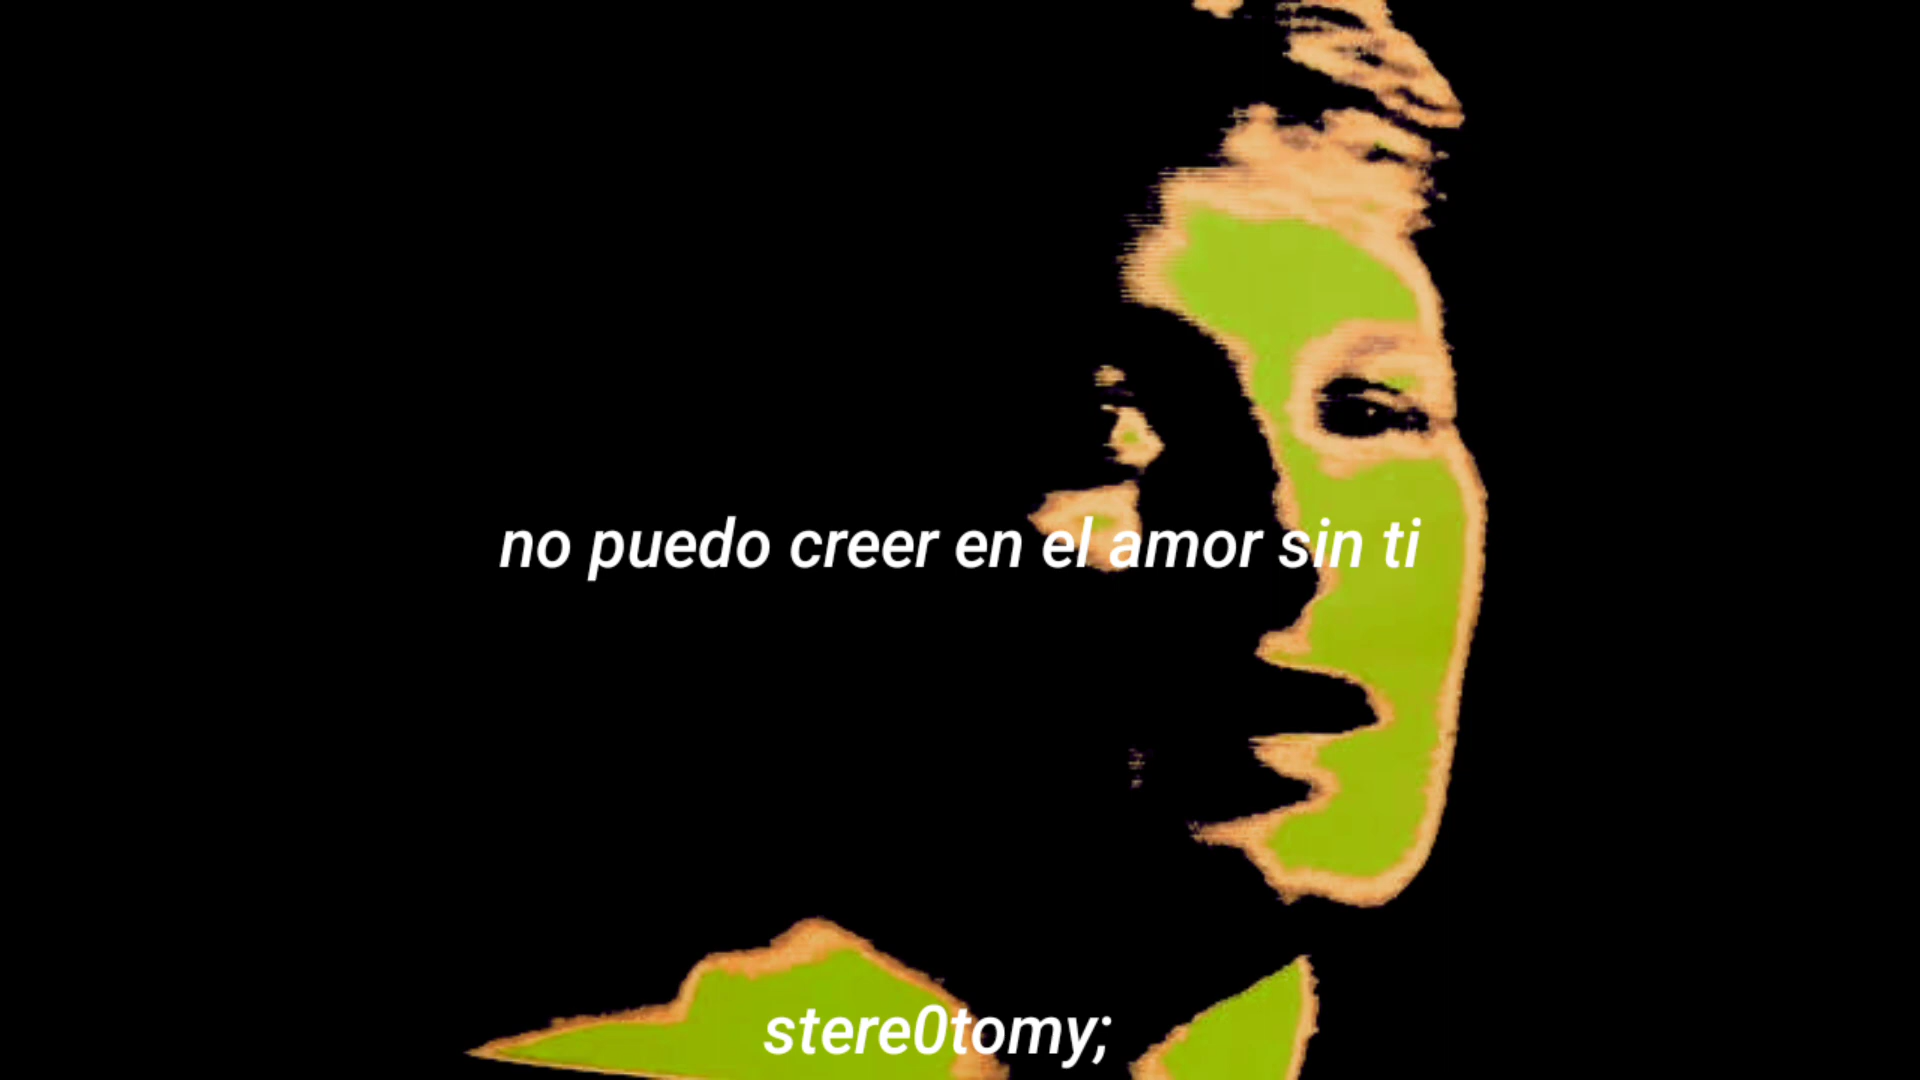 no puedo creer en el amor sin ti
stere0tomy;